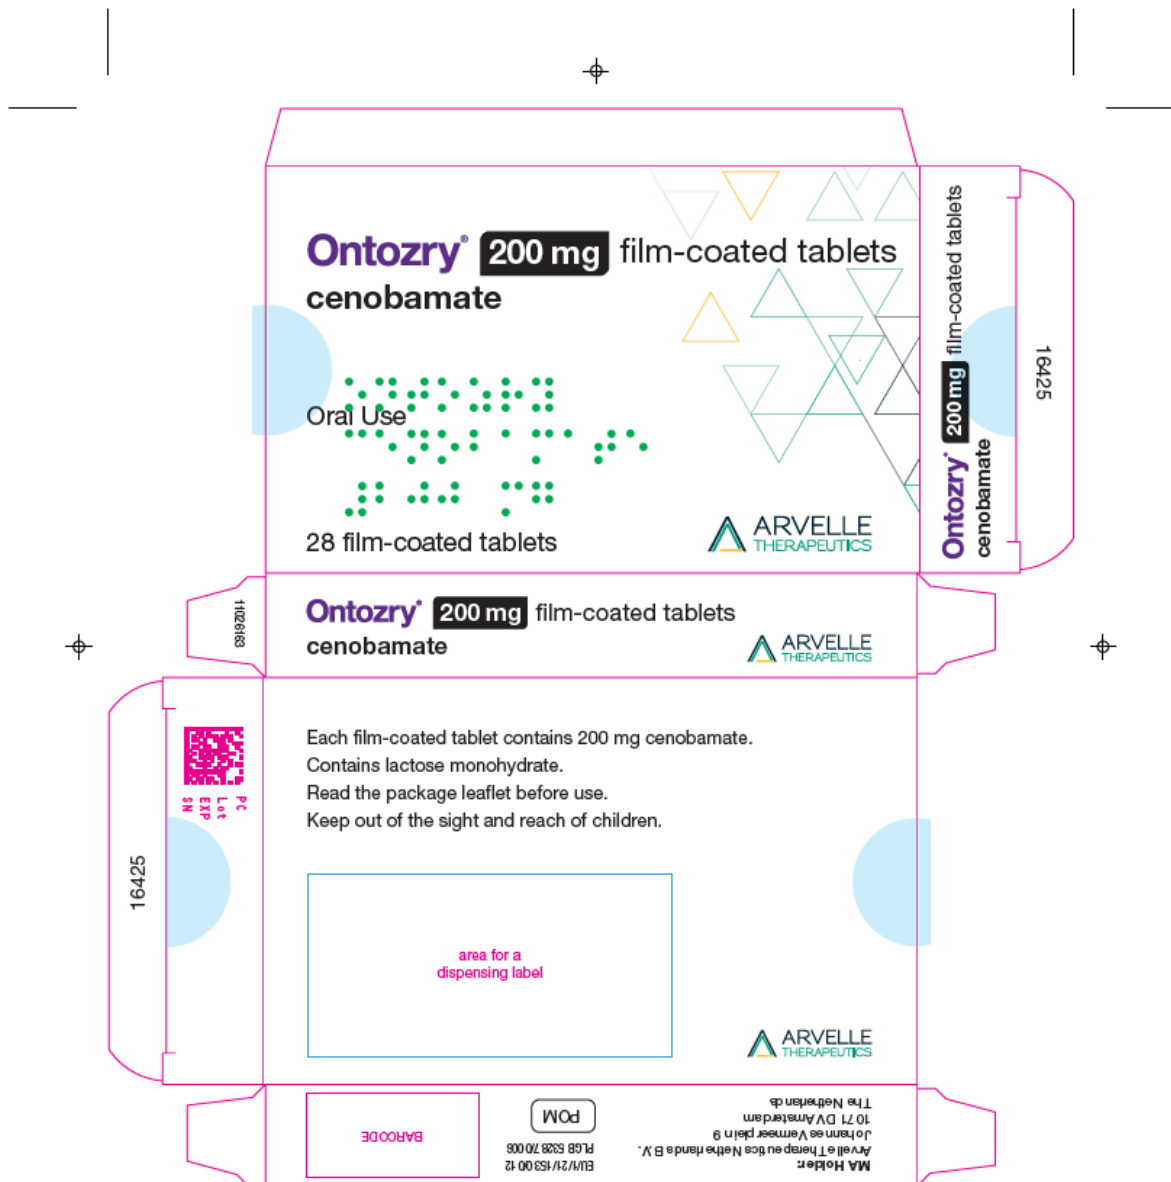 Ontozry® 200 mg film-coated tablets
cenobamate
Oral Use
28 film-coated tablets
ARVELLE
THERAPEUTICS
Ontozry® 200 mg film-coated tablets
cenobamate
16425
11026163
Ontozry® 200 mg film-coated tablets
cenobamate
ARVELLE
THERAPEUTICS
PC
Lot
EXP
SN
16425
Each film-coated tablet contains 200 mg cenobamate.
Contains lactose monohydrate.
Read the package leaflet before use.
Keep out of the sight and reach of children.
area for a
dispensing label
ARVELLE
THERAPEUTICS
MA Holder:
Arvelle Therapeutics Netherlands B.V.
Johannes Vermeerplein 9
1071 DV Amsterdam
The Netherlands
EU/1/21/1530/012
PLGB 53287/0006
POM
BARCODE